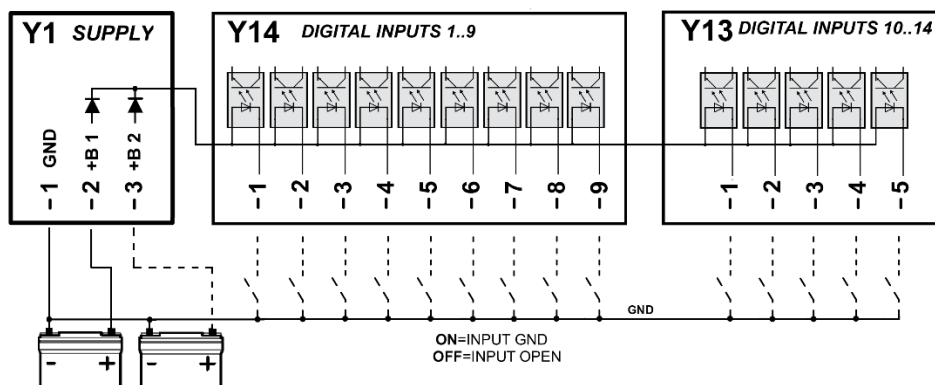 Y1 SUPPLY
Y14 DIGITAL INPUTS 1..9
Y13 DIGITAL INPUTS 10..14
GND
+B 1
+B 2
- 1
- 2
- 3
- 1
- 2
- 3
- 4
- 5
- 6
- 7
- 8
- 9
- 1
- 2
- 3
- 4
- 5
GND
ON=INPUT GND
OFF=INPUT OPEN
- +
- +